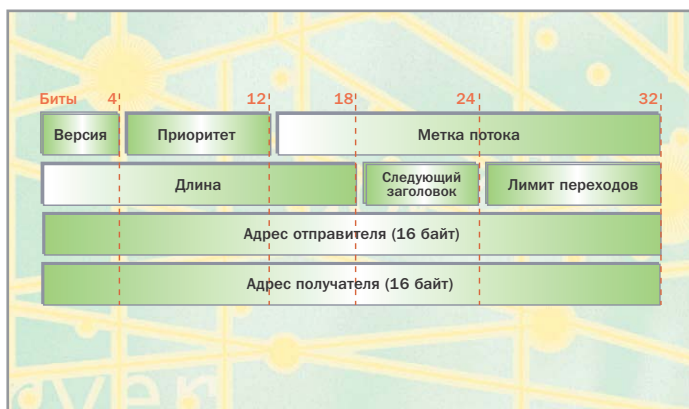 Биты 4 12 18 24 32
Версия Приоритет Метка потока
Длина Следующий заголовок Лимит переходов
Адрес отправителя (16 байт)
Адрес получателя (16 байт)